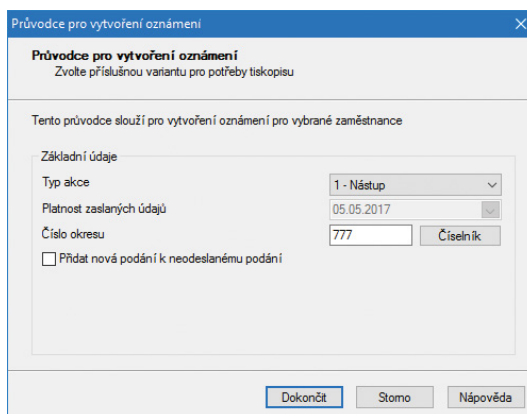 Průvodce pro vytvoření oznámení
Průvodce pro vytvoření oznámení
Zvolte příslušnou variantu pro potřeby tiskopisu
Tento průvodce slouží pro vytvoření oznámení pro vybrané zaměstnance
Základní údaje
Typ akce 1 - Nástup
Platnost zaslaných údajů 05.05.2017
Číslo okresu 777 Číselník
Přidat nová podání k neodeslanému podání
Dokončit Storno Nápověda